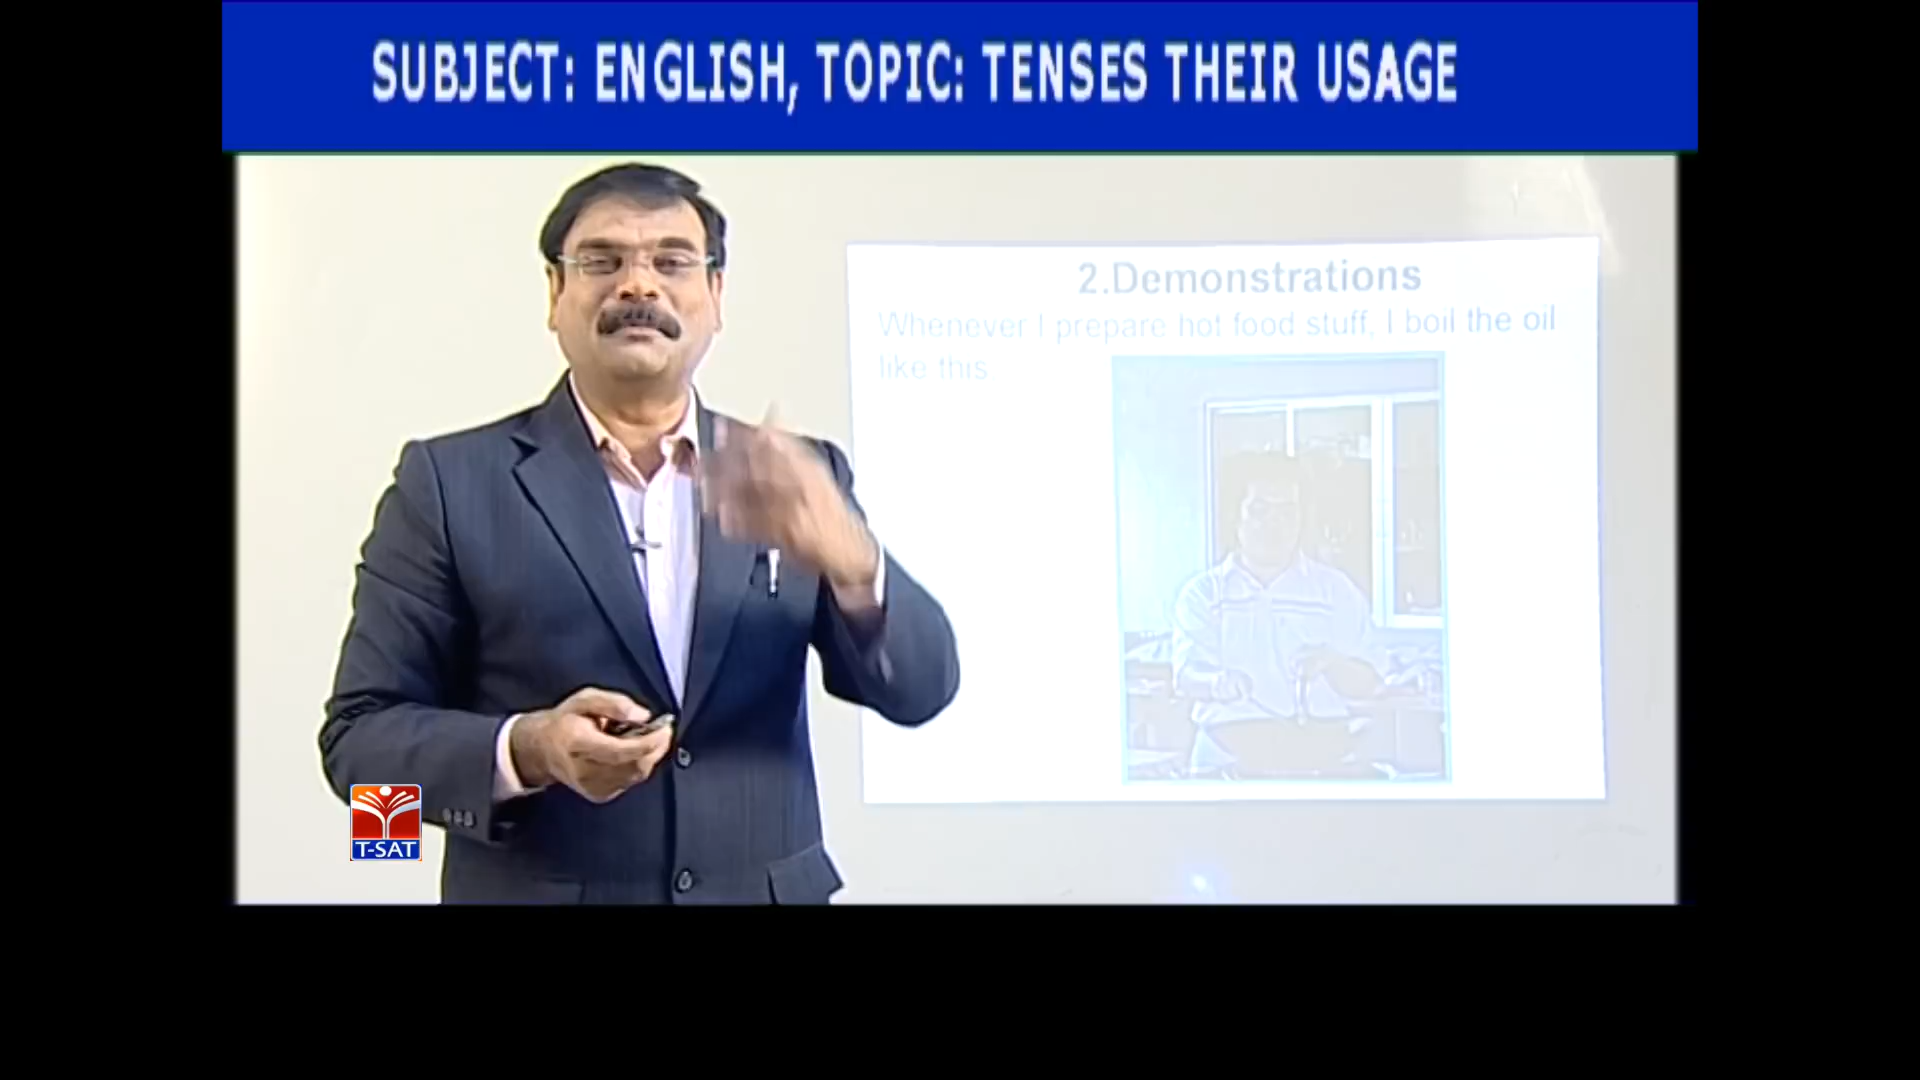 SUBJECT: ENGLISH, TOPIC: TENSES THEIR USAGE
2.Demonstrations
Whenever I prepare hot food stuff, I boil the oil
like this
T-SAT